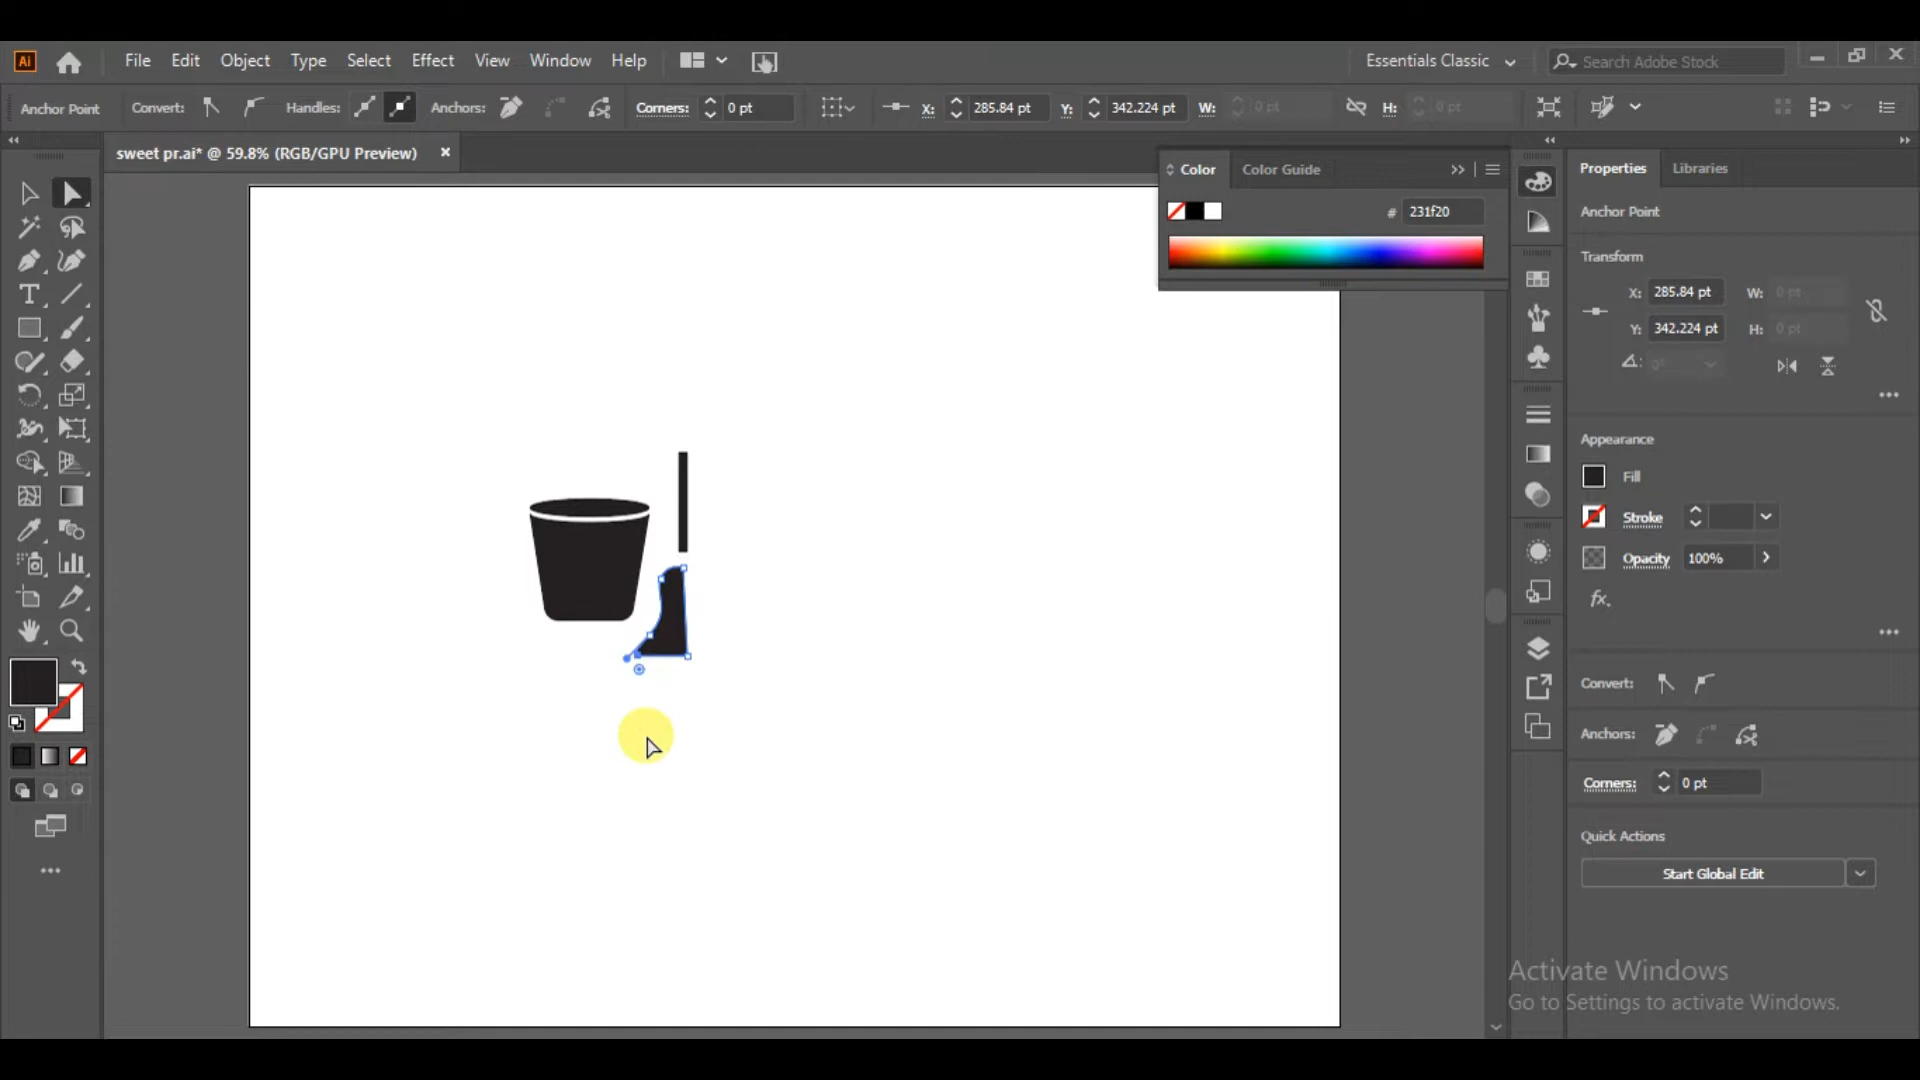 Ai File Edit Object Type Select Effect View Window Help Essentials Classic Search Adobe Stock
Anchor Point Convert: Handles: Anchors: Corners: 0 pt X: 285.84 pt Y: 342.224 pt W: 0 pt H: 0 pt
sweet pr.ai* @ 59.8% (RGB/GPU Preview)
Color Color Guide
# 231f20
Properties Libraries
Anchor Point
Transform
X: 285.84 pt W: 0 pt
Y: 342.224 pt H: 0 pt
0°
Appearance
Fill
Stroke
Opacity 100%
fx.
Convert:
Anchors:
Corners: 0 pt
Quick Actions
Start Global Edit
Activate Windows
Go to Settings to activate Windows.